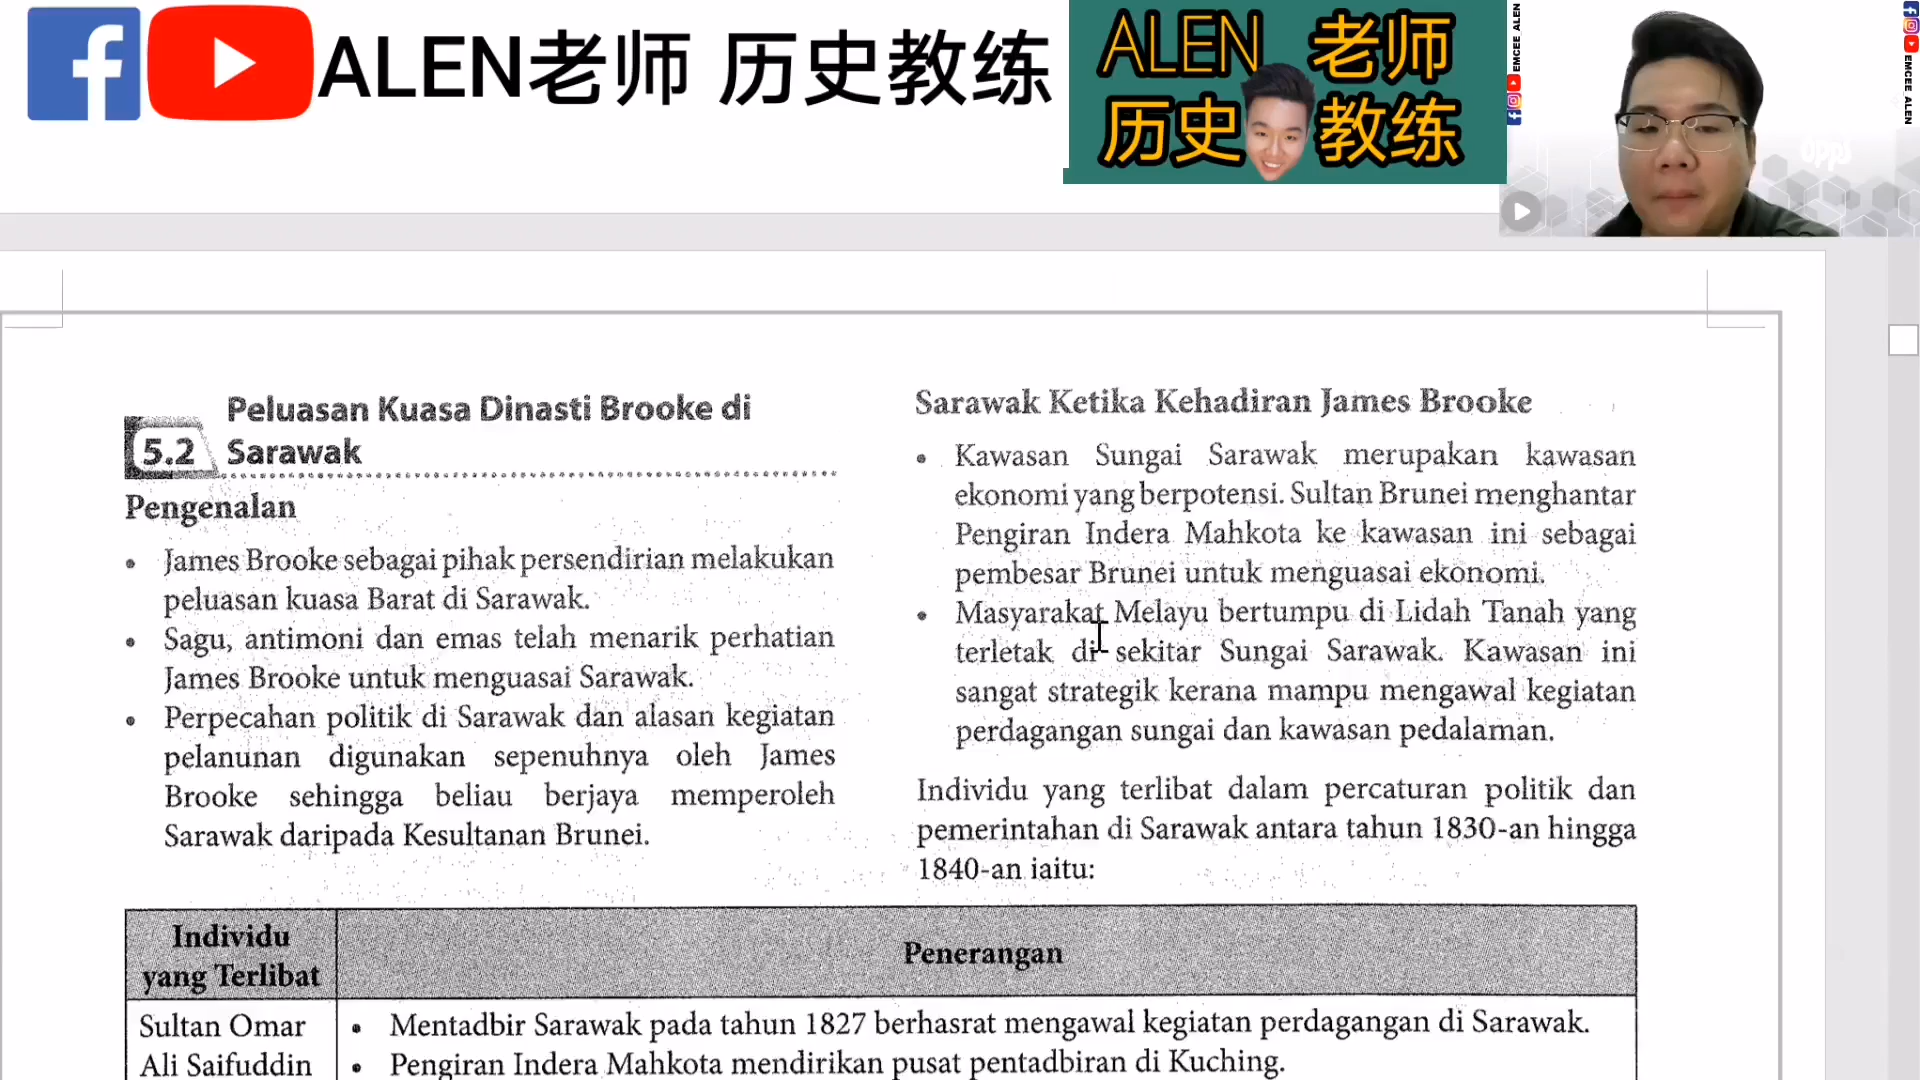 ALEN老师 历史教练
ALEN 老师
历史 教练
EMCEE ALEN
EMCEE ALEN
5.2
Peluasan Kuasa Dinasti Brooke di
Sarawak
Pengenalan
• James Brooke sebagai pihak persendirian melakukan
peluasan kuasa Barat di Sarawak.
• Sagu, antimoni dan emas telah menarik perhatian
James Brooke untuk menguasai Sarawak.
• Perpecahan politik di Sarawak dan alasan kegiatan
pelanunan digunakan sepenuhnya oleh James
Brooke sehingga beliau berjaya memperoleh
Sarawak daripada Kesultanan Brunei.
Sarawak Ketika Kehadiran James Brooke
• Kawasan Sungai Sarawak merupakan kawasan
ekonomi yang berpotensi. Sultan Brunei menghantar
Pengiran Indera Mahkota ke kawasan ini sebagai
pembesar Brunei untuk menguasai ekonomi.
• Masyarakat Melayu bertumpu di Lidah Tanah yang
terletak di sekitar Sungai Sarawak. Kawasan ini
sangat strategik kerana mampu mengawal kegiatan
perdagangan sungai dan kawasan pedalaman.
Individu yang terlibat dalam percaturan politik dan
pemerintahan di Sarawak antara tahun 1830-an hingga
1840-an iaitu:
Individu
yang Terlibat
Penerangan
Sultan Omar
Ali Saifuddin
• Mentadbir Sarawak pada tahun 1827 berhasrat mengawal kegiatan perdagangan di Sarawak.
• Pengiran Indera Mahkota mendirikan pusat pentadbiran di Kuching.